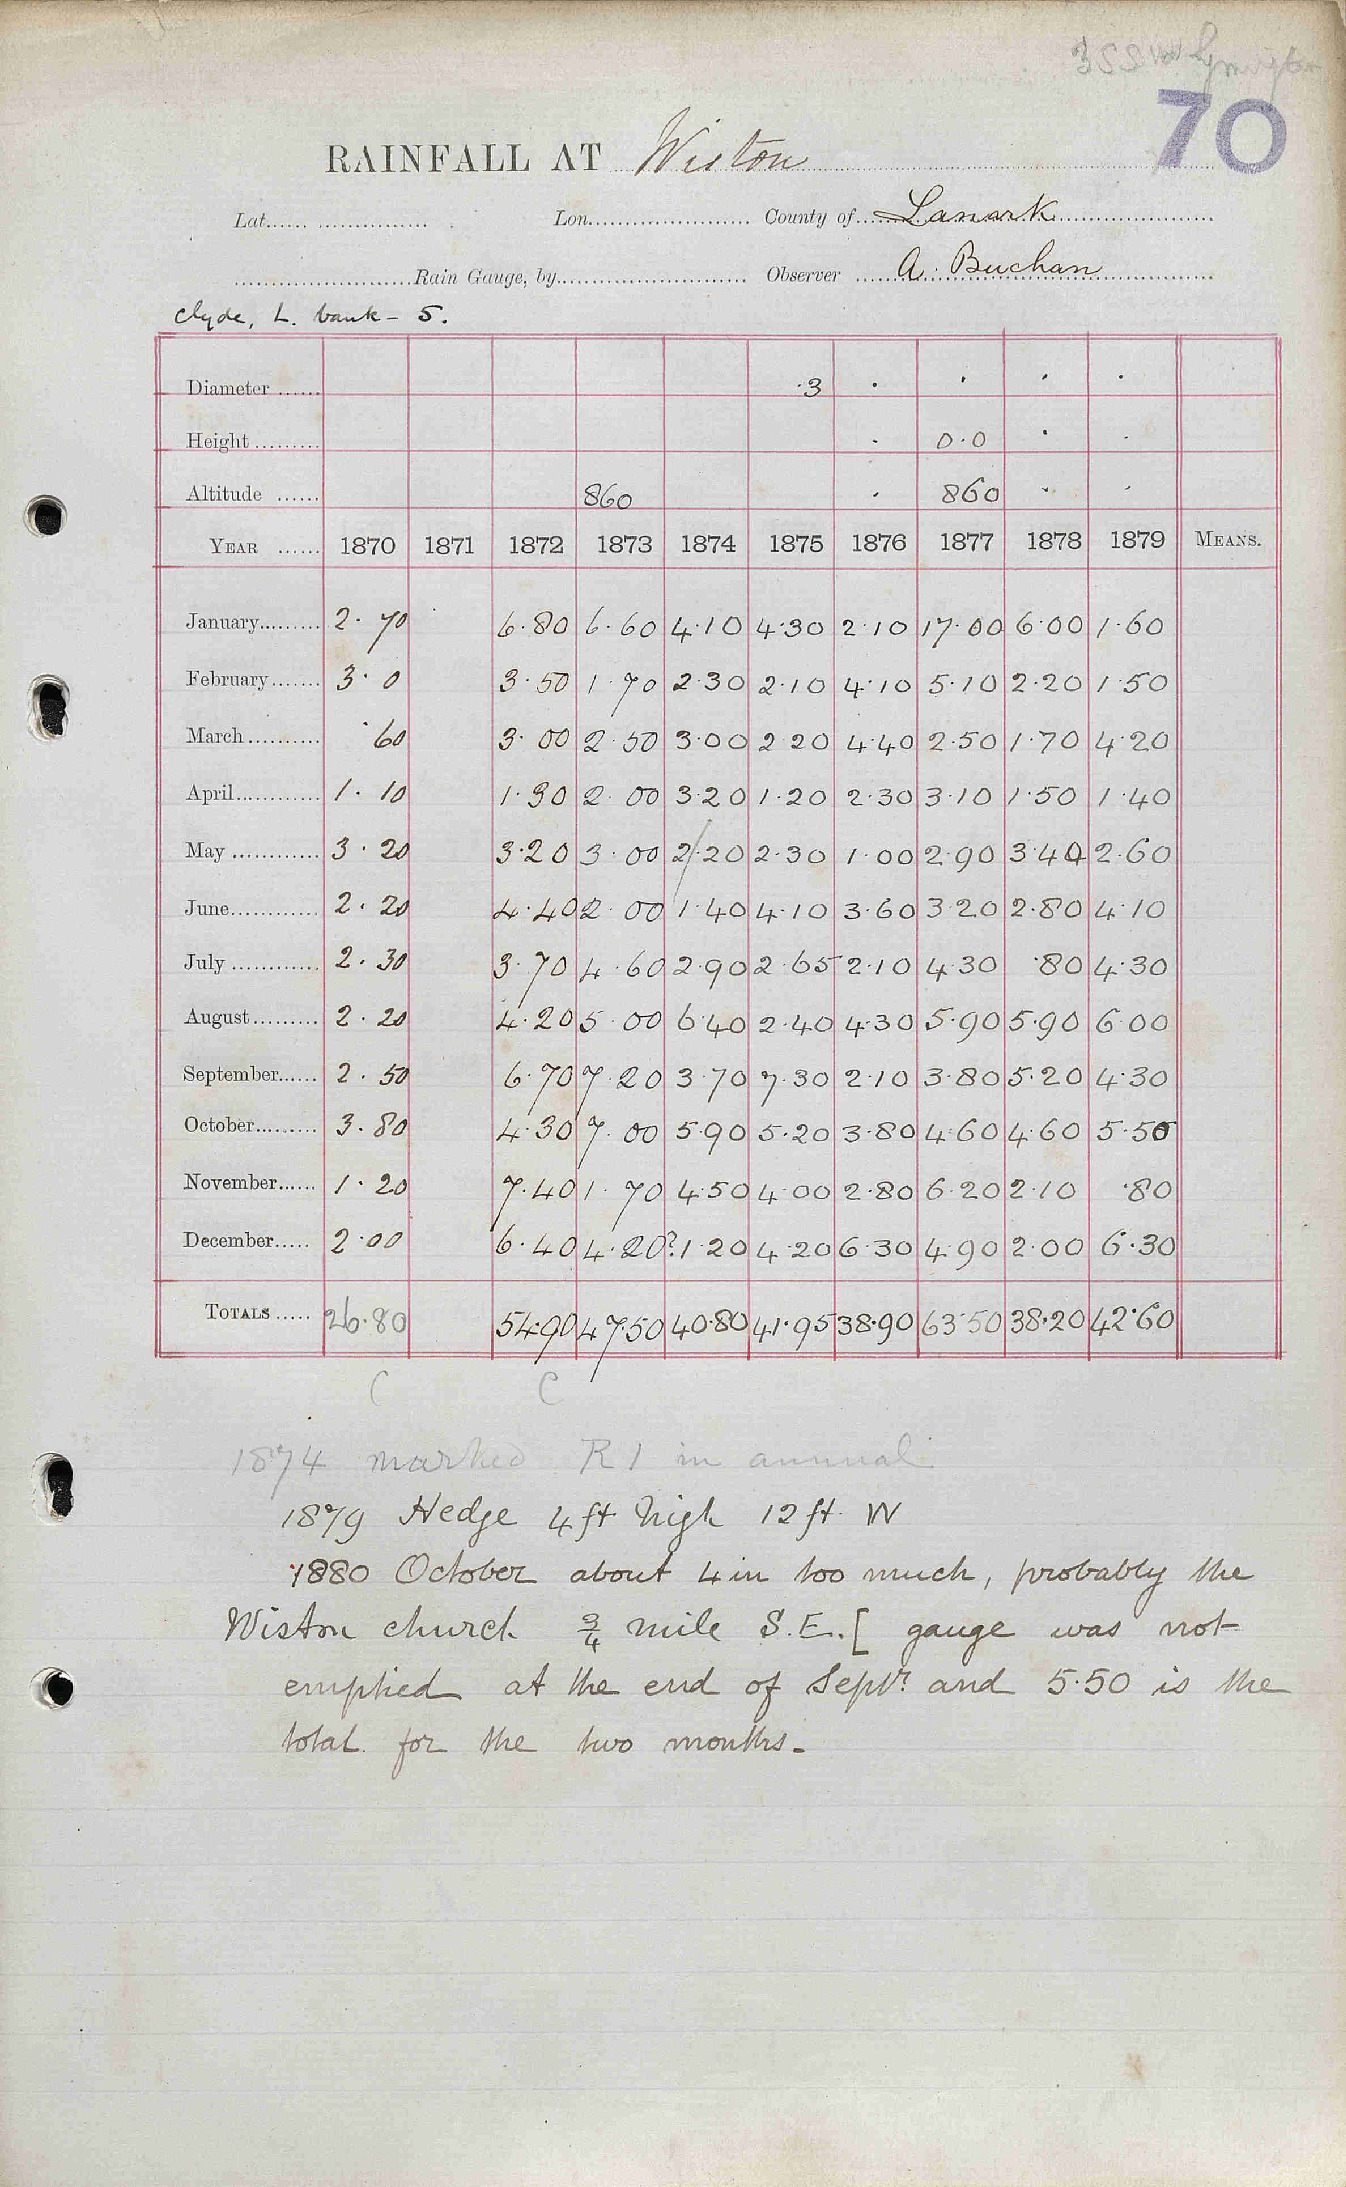 3 SSW Symington
70
RAINFALL AT Wiston
Lat. Lon. County of Lanark
Rain Gauge, by Observer A. Buchan
Clyde, L. bank - 5.
Diameter ·3 · · · ·
Height · 0·0 · ·
Altitude 860 · 860 · ·
YEAR 1870 1871 1872 1873 1874 1875 1876 1877 1878 1879 MEANS.
January 2·70 6·80 6·60 4·10 4·30 2·10 17·00 6·00 1·60
February 3·0 3·50 1·70 2·30 2·10 4·10 5·10 2·20 1·50
March ·60 3·00 2·50 3·00 2·20 4·40 2·50 1·70 4·20
April 1·10 1·30 2·00 3·20 1·20 2·30 3·10 1·50 1·40
May 3·20 3·20 3·00 2·20 2·30 1·00 2·90 3·40 2·60
June 2·20 4·40 2·00 1·40 4·10 3·60 3·20 2·80 4·10
July 2·30 3·70 4·60 2·90 2·65 2·10 4·30 ·80 4·30
August 2·20 4·20 5·00 6·40 2·40 4·30 5·90 5·90 6·00
September 2·50 6·70 7·20 3·70 7·30 2·10 3·80 5·20 4·30
October 3·80 4·30 7·00 5·90 5·20 3·80 4·60 4·60 5·50
November 1·20 7·40 1·70 4·50 4·00 2·80 6·20 2·10 ·80
December 2·00 6·40 4·20? 1·20 4·20 6·30 4·90 2·00 6·30
TOTALS 26·80 54·90 47·50 40·80 41·95 38·90 63·50 38·20 42·60
C C
1874 marked R I in annual
1879 Hedge 4 ft high 12 ft W
1880 October about 4 in too much, probably the
Wiston church ¾ mile S.E. [ gauge was not
emptied at the end of Septr. and 5·50 is the
total for the two months.